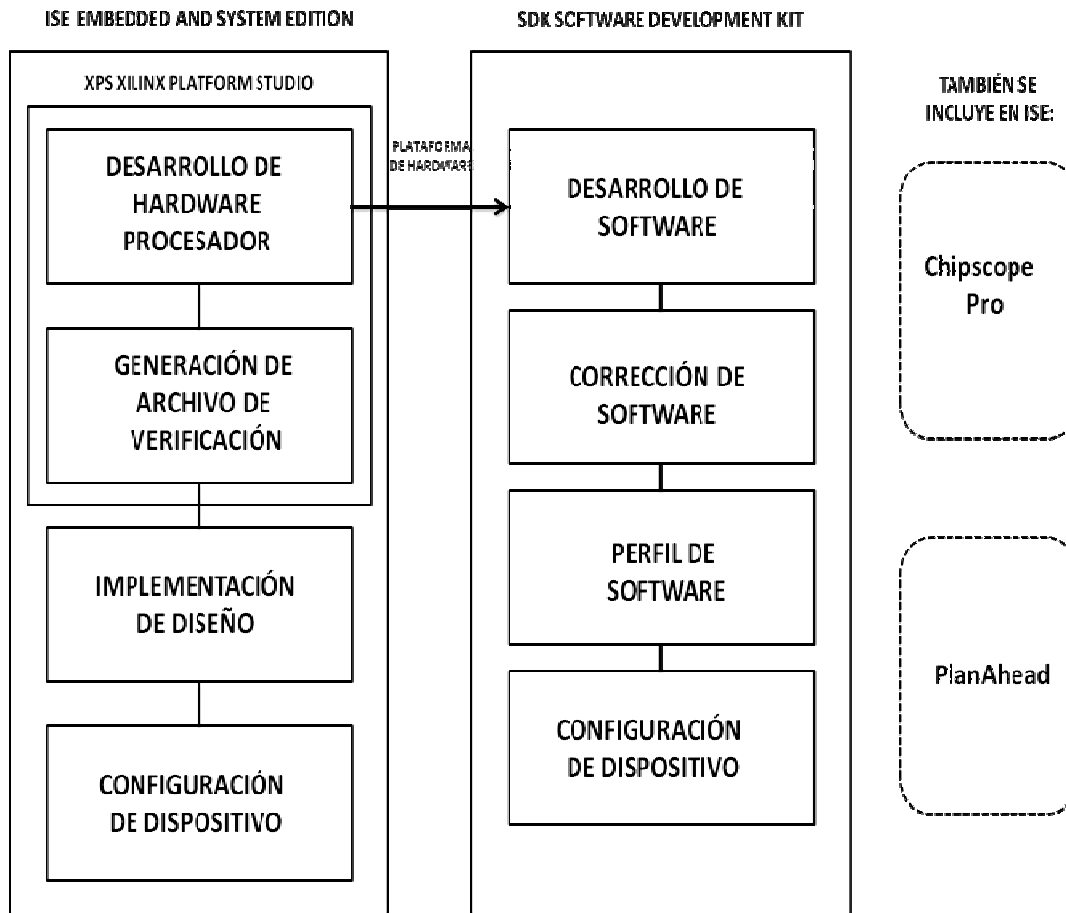 ISE EMBEDDED AND SYSTEM EDITION
XPS XILINX PLATFORM STUDIO
DESARROLLO DE
HARDWARE
PROCESADOR
GENERACIÓN DE
ARCHIVO DE
VERIFICACIÓN
IMPLEMENTACIÓN
DE DISEÑO
CONFIGURACIÓN
DE DISPOSITIVO
PLATAFORMA
DE HARDWARE
SDK SOFTWARE DEVELOPMENT KIT
DESARROLLO DE
SOFTWARE
CORRECCIÓN DE
SOFTWARE
PERFIL DE
SOFTWARE
CONFIGURACIÓN
DE DISPOSITIVO
TAMBIÉN SE
INCLUYE EN ISE:
Chipscope
Pro
PlanAhead